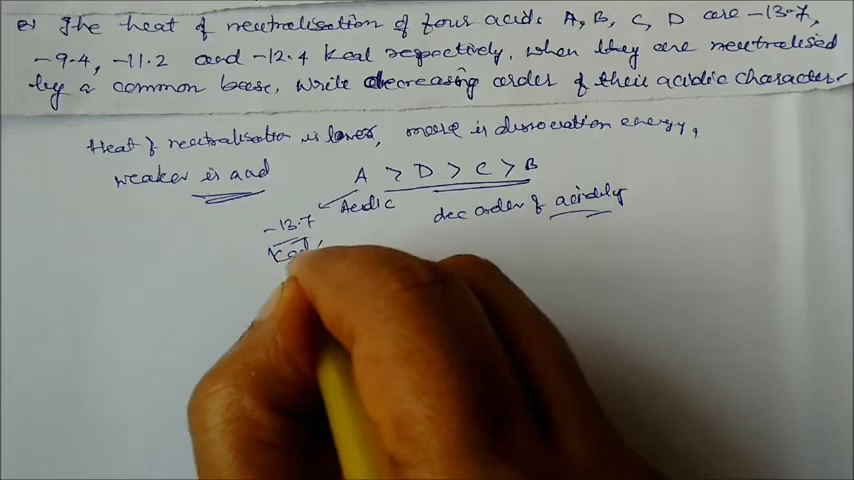 The heat of neutralisation of four acids A, B, C, D are -13.7,
-9.4, -11.2 and -12.4 Kcal respectively, when they are neutralised
by a common base. Write decreasing order of their acidic character.
Heat of neutralisation is lower, more is dissociation energy,
weaker is acid
A > D > C > B
Acidic
dec order of acidity
-13.7
Kcal